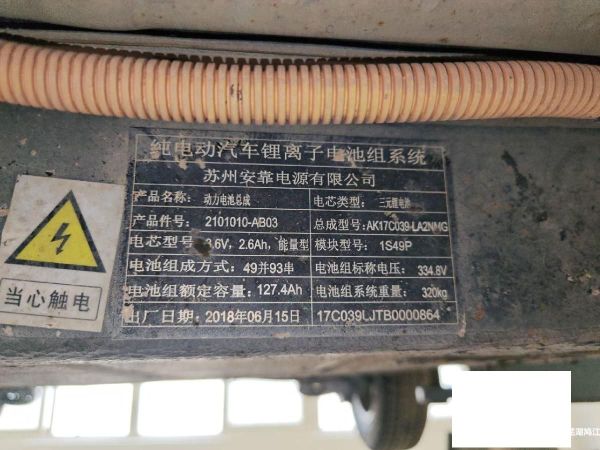 纯电动汽车锂离子电池组系统
苏州安靠电源有限公司
产品名称: 动力电池总成 电芯类型: 三元锂电池
产品件号: 2101010-AB03 总成型号:AK17C039-LA2NMG
电芯型号: 3.6V, 2.6Ah, 能量型 模块型号: 1S49P
电池组成方式: 49并93串 电池组标称电压: 334.8V
电池组额定容量: 127.4Ah 电池组系统重量: 320kg
出厂日期: 2018年06月15日 17C039LJTB0000864
当心触电
芜湖鸠江